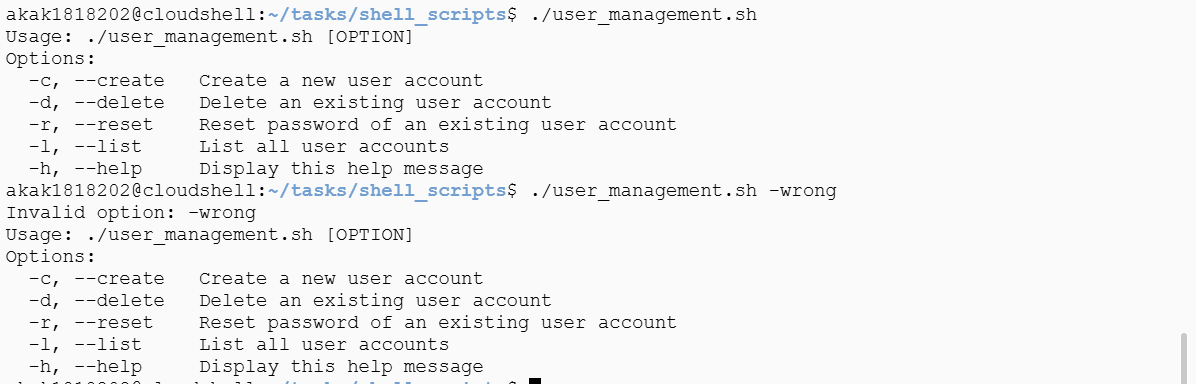 akak1818202@cloudshell:~/tasks/shell_scripts$ ./user_management.sh
Usage: ./user_management.sh [OPTION]
Options:
  -c, --create   Create a new user account
  -d, --delete   Delete an existing user account
  -r, --reset    Reset password of an existing user account
  -l, --list     List all user accounts
  -h, --help     Display this help message
akak1818202@cloudshell:~/tasks/shell_scripts$ ./user_management.sh -wrong
Invalid option: -wrong
Usage: ./user_management.sh [OPTION]
Options:
  -c, --create   Create a new user account
  -d, --delete   Delete an existing user account
  -r, --reset    Reset password of an existing user account
  -l, --list     List all user accounts
  -h, --help     Display this help message